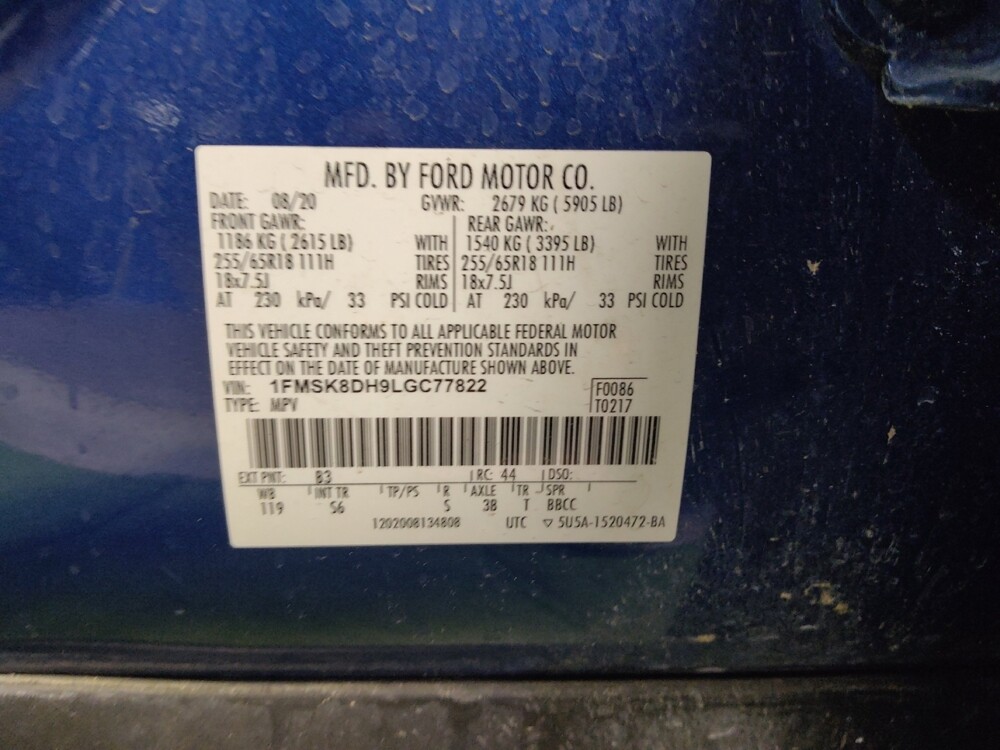 MFD. BY FORD MOTOR CO.
DATE: 08/20 GVWR: 2679 KG ( 5905 LB)
FRONT GAWR: REAR GAWR:
1186 KG ( 2615 LB) WITH 1540 KG ( 3395 LB) WITH
255/65R18 111H TIRES 255/65R18 111H TIRES
18x7.5J RIMS 18x7.5J RIMS
AT 230 kPa/ 33 PSI COLD AT 230 kPa/ 33 PSI COLD
THIS VEHICLE CONFORMS TO ALL APPLICABLE FEDERAL MOTOR
VEHICLE SAFETY AND THEFT PREVENTION STANDARDS IN
EFFECT ON THE DATE OF MANUFACTURE SHOWN ABOVE.
VIN: 1FMSK8DH9LGC77822 F0086
TYPE: MPV T0217
EXT PNT: B3 RC: 44 DSO:
WB INT TR TP/PS R AXLE TR SPR
119 S6 S 3B T BBCC
1202008134808 UTC ▽ 5U5A-1520472-BA